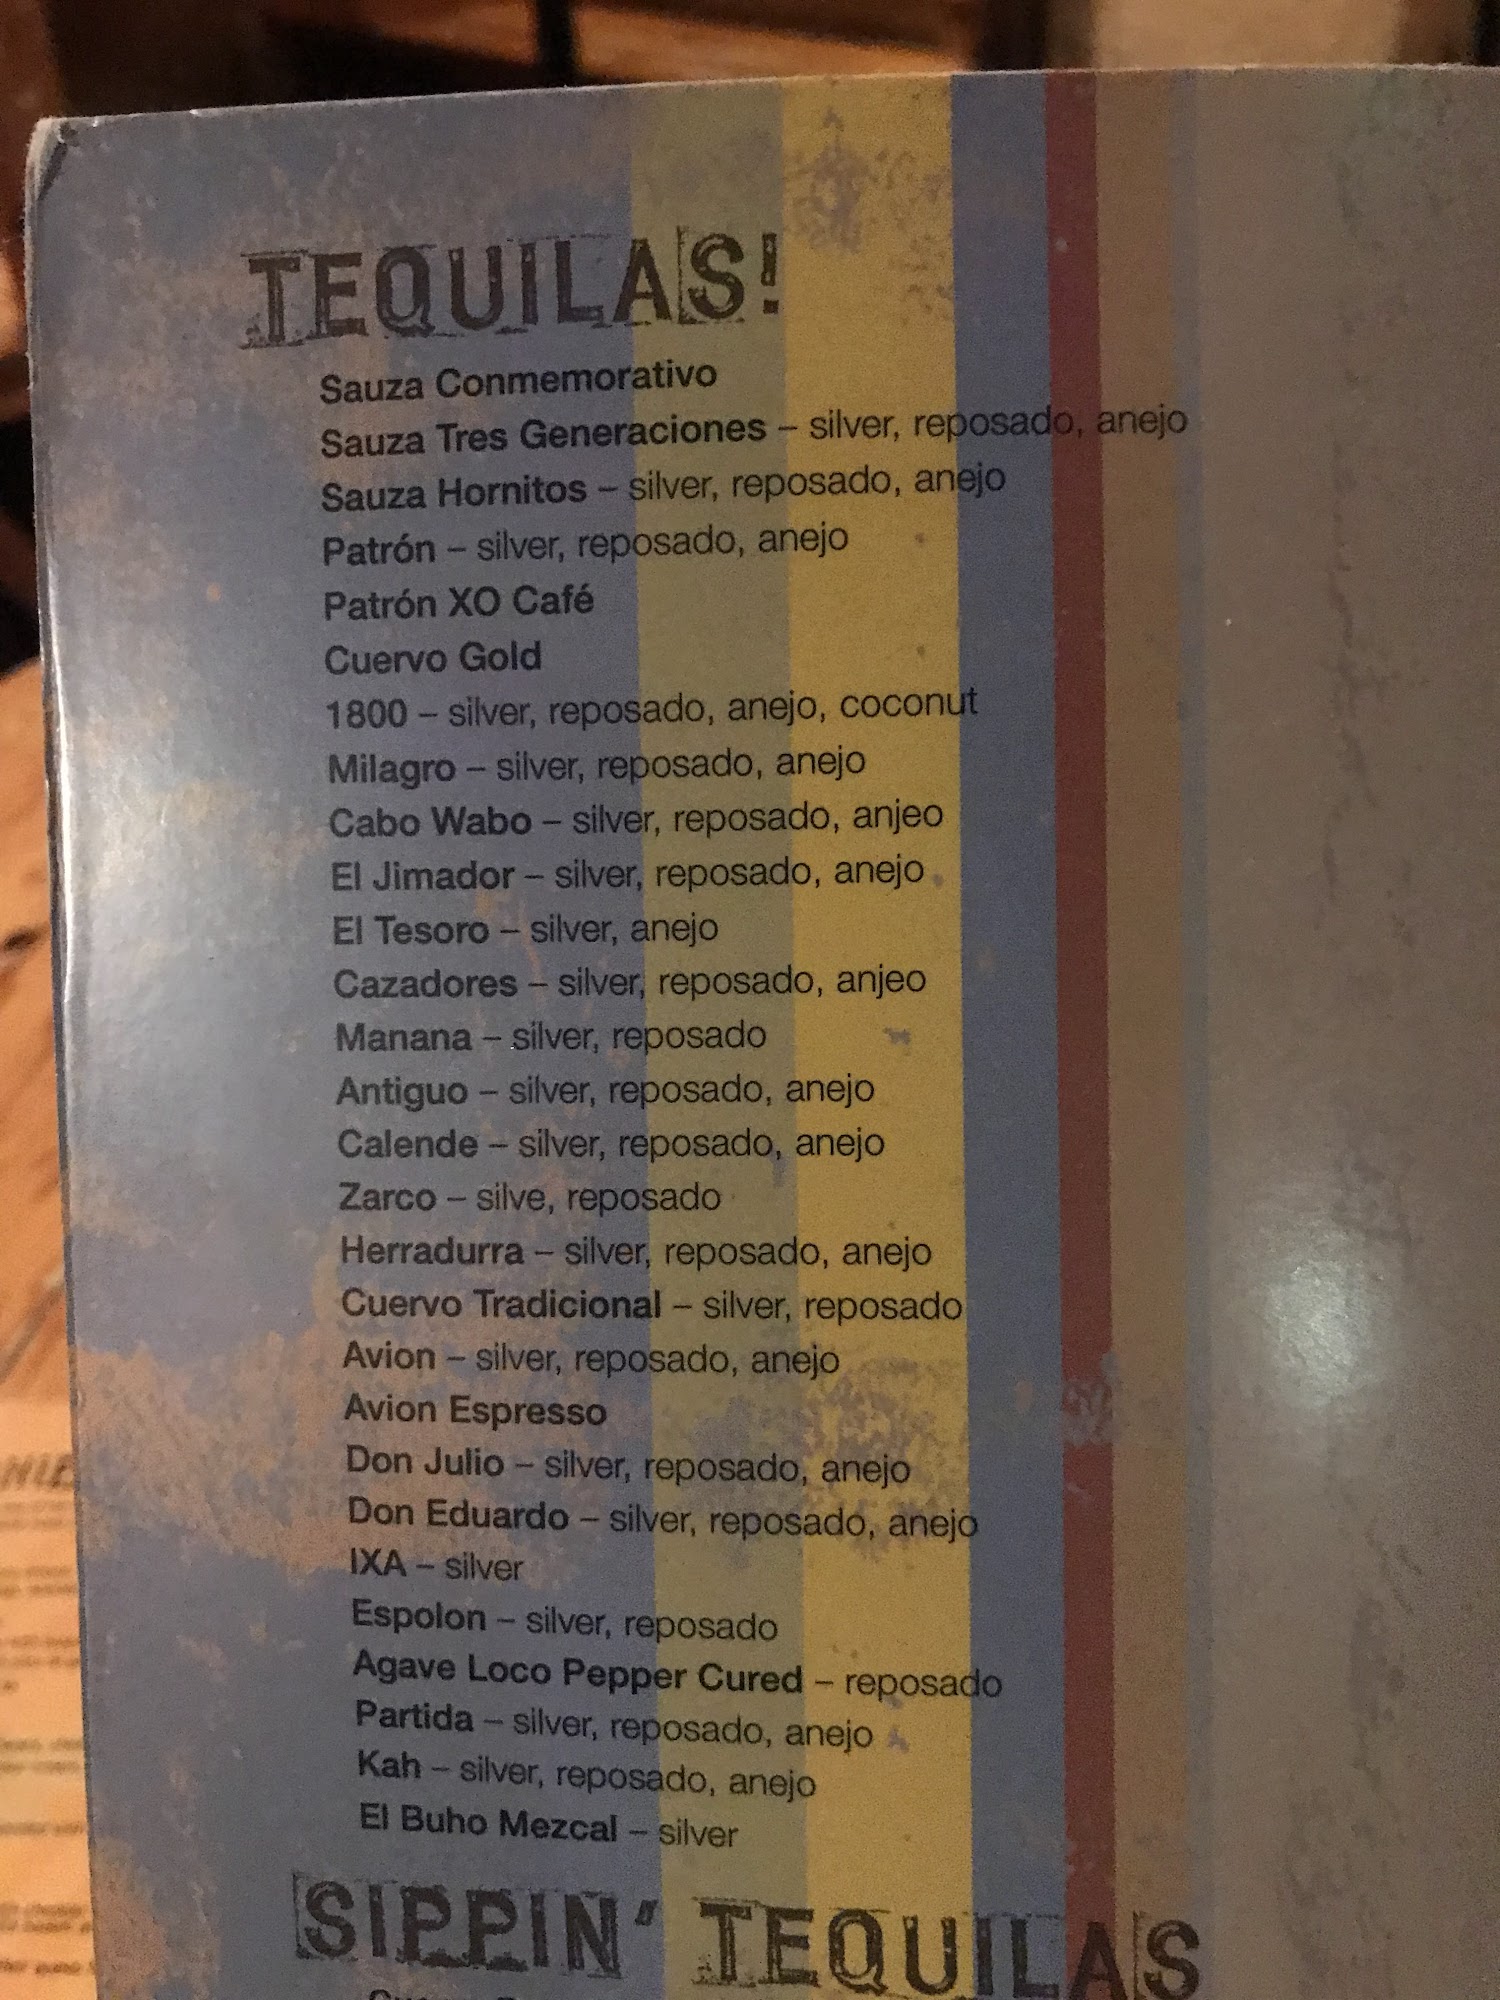 TEQUILAS!
Sauza Conmemorativo
Sauza Tres Generaciones – silver, reposado, anejo
Sauza Hornitos – silver, reposado, anejo
Patrón – silver, reposado, anejo
Patrón XO Café
Cuervo Gold
1800 – silver, reposado, anejo, coconut
Milagro – silver, reposado, anejo
Cabo Wabo – silver, reposado, anjeo
El Jimador – silver, reposado, anejo
El Tesoro – silver, anejo
Cazadores – silver, reposado, anjeo
Manana – silver, reposado
Antiguo – silver, reposado, anejo
Calende – silver, reposado, anejo
Zarco – silve, reposado
Herradurra – silver, reposado, anejo
Cuervo Tradicional – silver, reposado
Avion – silver, reposado, anejo
Avion Espresso
Don Julio – silver, reposado, anejo
Don Eduardo – silver, reposado, anejo
IXA – silver
Espolon – silver, reposado
Agave Loco Pepper Cured – reposado
Partida – silver, reposado, anejo
Kah – silver, reposado, anejo
El Buho Mezcal – silver
SIPPIN' TEQUILAS